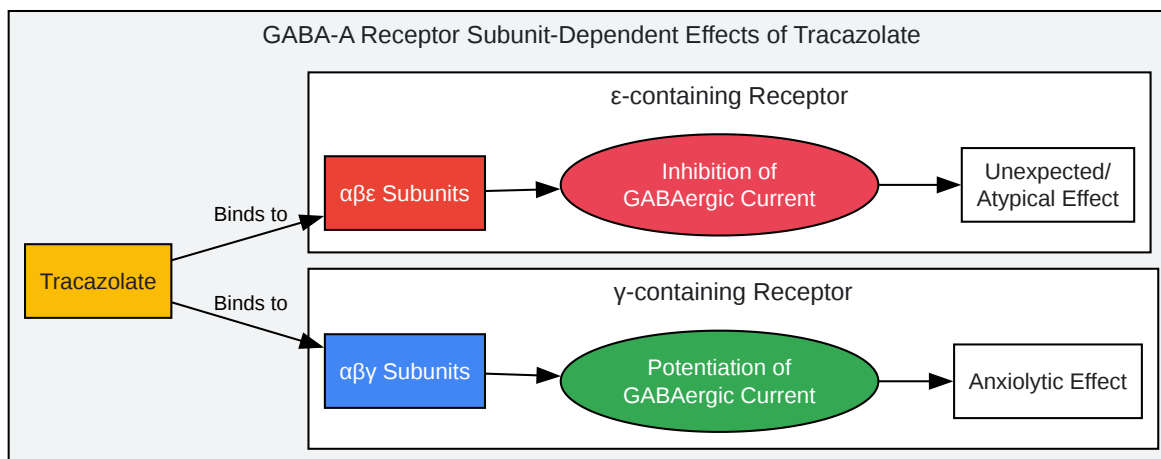 GABA-A Receptor Subunit-Dependent Effects of Tracazolate
ε-containing Receptor
αβε Subunits
Inhibition of
GABAergic Current
Unexpected/
Atypical Effect
Binds to
Tracazolate
Binds to
γ-containing Receptor
αβγ Subunits
Potentiation of
GABAergic Current
Anxiolytic Effect